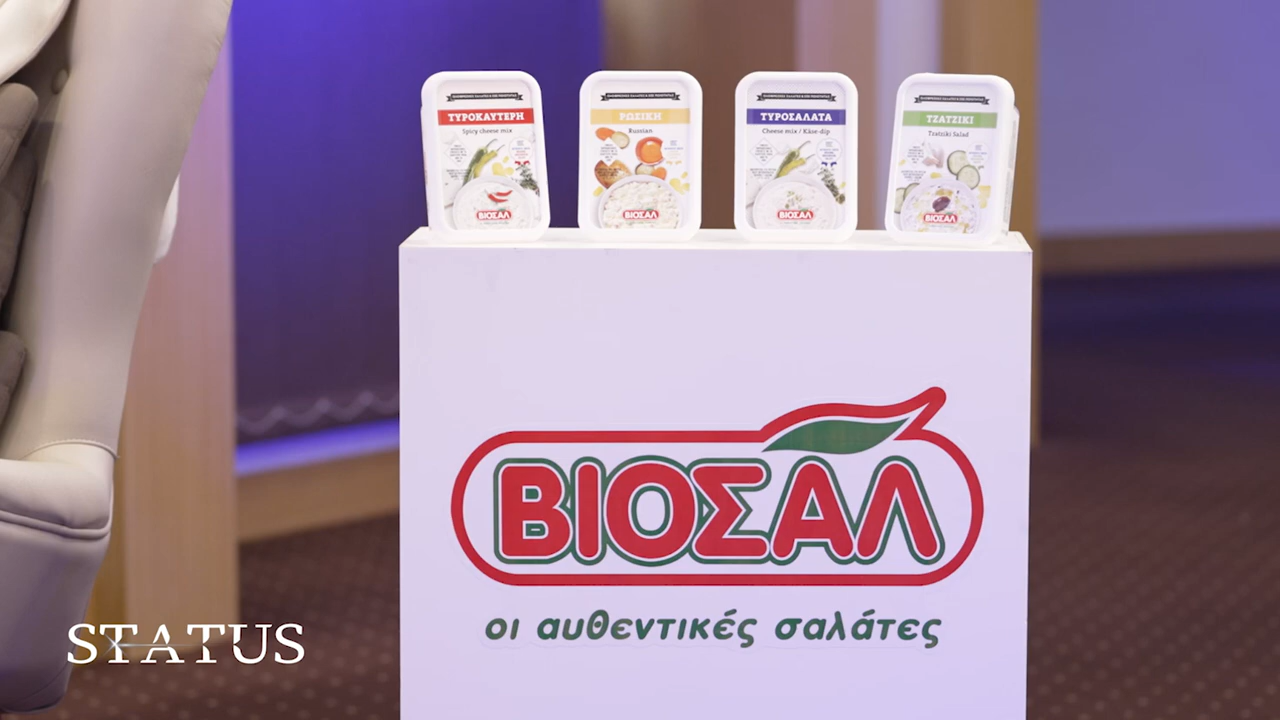 ΤΥΡΟΚΑΥΤΕΡΗ
Spicy cheese mix
ΒΙΟΣΑΛ
ΡΩΣΙΚΗ
Russian
ΒΙΟΣΑΛ
ΤΥΡΟΣΑΛΑΤΑ
Cheese mix / Käse-dip
ΒΙΟΣΑΛ
TZATZIKI
Tzatziki Salad
ΒΙΟΣΑΛ
ΒΙΟΣΑΛ
οι αυθεντικές σαλάτες
STATUS